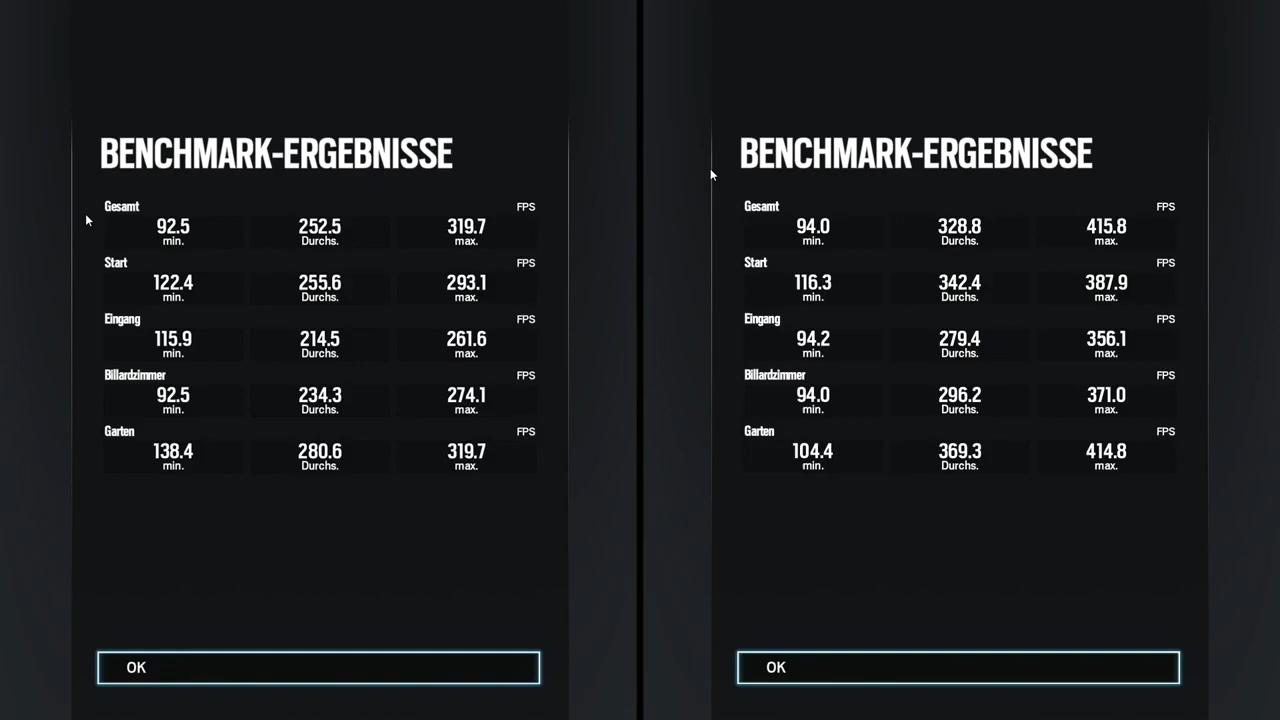 BENCHMARK-ERGEBNISSE
Gesamt FPS
92.5 252.5 319.7
min. Durchs. max.
Start FPS
122.4 255.6 293.1
min. Durchs. max.
Eingang FPS
115.9 214.5 261.6
min. Durchs. max.
Billardzimmer FPS
92.5 234.3 274.1
min. Durchs. max.
Garten FPS
138.4 280.6 319.7
min. Durchs. max.
OK
BENCHMARK-ERGEBNISSE
Gesamt FPS
94.0 328.8 415.8
min. Durchs. max.
Start FPS
116.3 342.4 387.9
min. Durchs. max.
Eingang FPS
94.2 279.4 356.1
min. Durchs. max.
Billardzimmer FPS
94.0 296.2 371.0
min. Durchs. max.
Garten FPS
104.4 369.3 414.8
min. Durchs. max.
OK